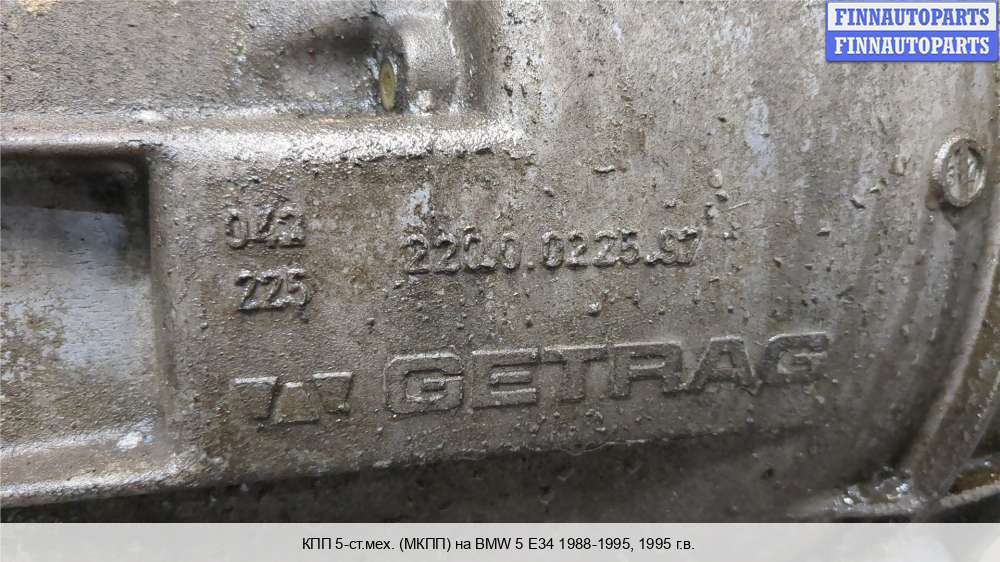 FINNAUTOPARTS
FINNAUTOPARTS
220.0.0225.97
225
GETRAG
КПП 5-ст.мех. (МКПП) на BMW 5 E34 1988-1995, 1995 г.в.